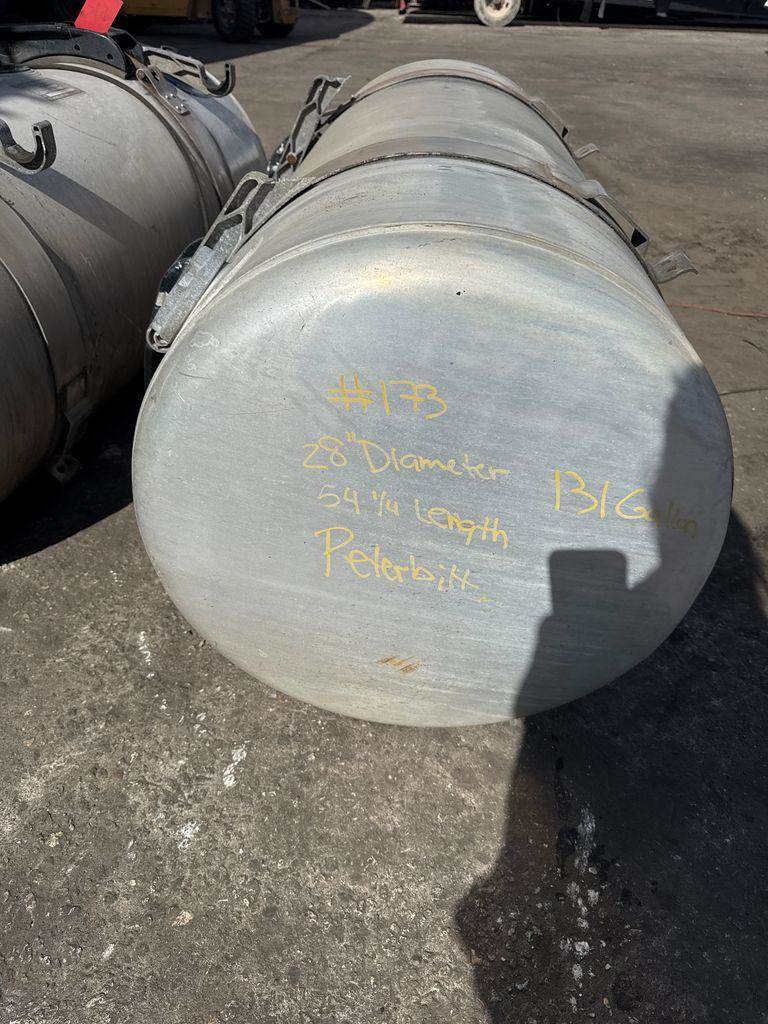 #173
28" Diameter
54 1/4 Length
131 Gallon
Peterbilt